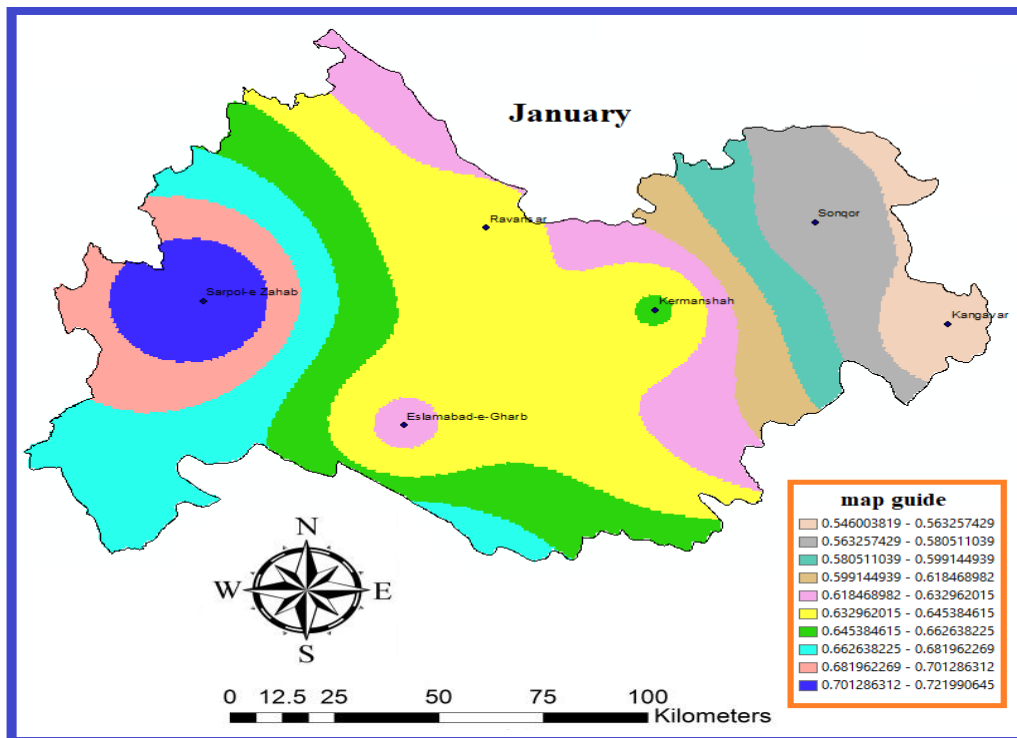 January
Ravansar
Sonqor
Sarpol-e Zahab
Kermanshah
Kangavar
Eslamabad-e-Gharb
map guide
0.546003819 - 0.563257429
0.563257429 - 0.580511039
0.580511039 - 0.599144939
0.599144939 - 0.618468982
0.618468982 - 0.632962015
0.632962015 - 0.645384615
0.645384615 - 0.662638225
0.662638225 - 0.681962269
0.681962269 - 0.701286312
0.701286312 - 0.721990645
N
W E
S
0 12.5 25 50 75 100
Kilometers